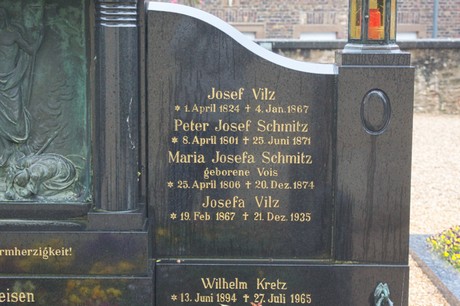 Josef Vilz
* 1. April 1824 + 4. Jan. 1867
Peter Josef Schmitz
* 8. April 1801 + 25. Juni 1871
Maria Josefa Schmitz
geborene Vois
* 25. April 1806 + 20. Dez. 1874
Josefa Vilz
* 19. Feb 1867 + 21. Dez. 1935
rmherzigkeit!
eisen
Wilhelm Kretz
* 13. Juni 1894 + 27. Juli 1965